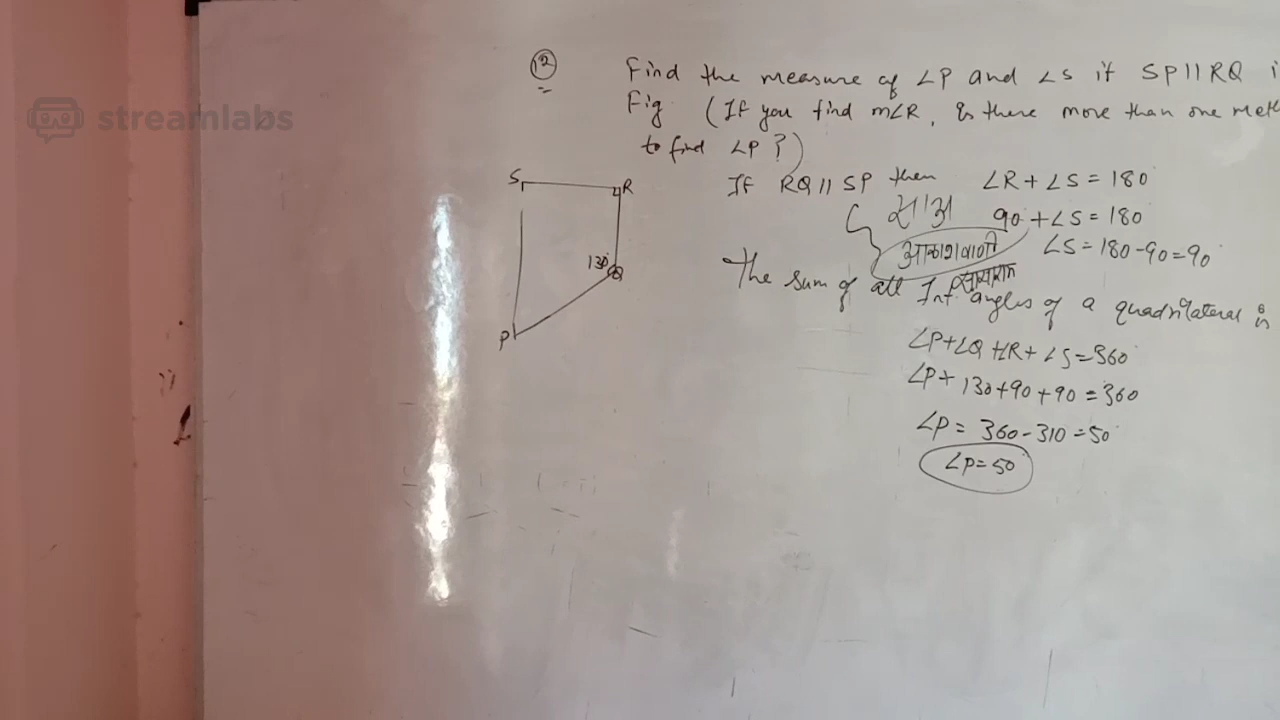 streamlabs
12
Find the measure of ∠P and ∠S if SP||RQ i
Fig (If you find m∠R, is there more than one met
to find ∠P?)
If RQ || SP then ∠R + ∠S = 180
90 + ∠S = 180
∠S = 180 - 90 = 90
The sum of all Int angles of a quadrilateral is
∠P + ∠Q + ∠R + ∠S = 360
∠P + 130 + 90 + 90 = 360
∠P = 360 - 310 = 50
∠P = 50
S
R
130
Q
P